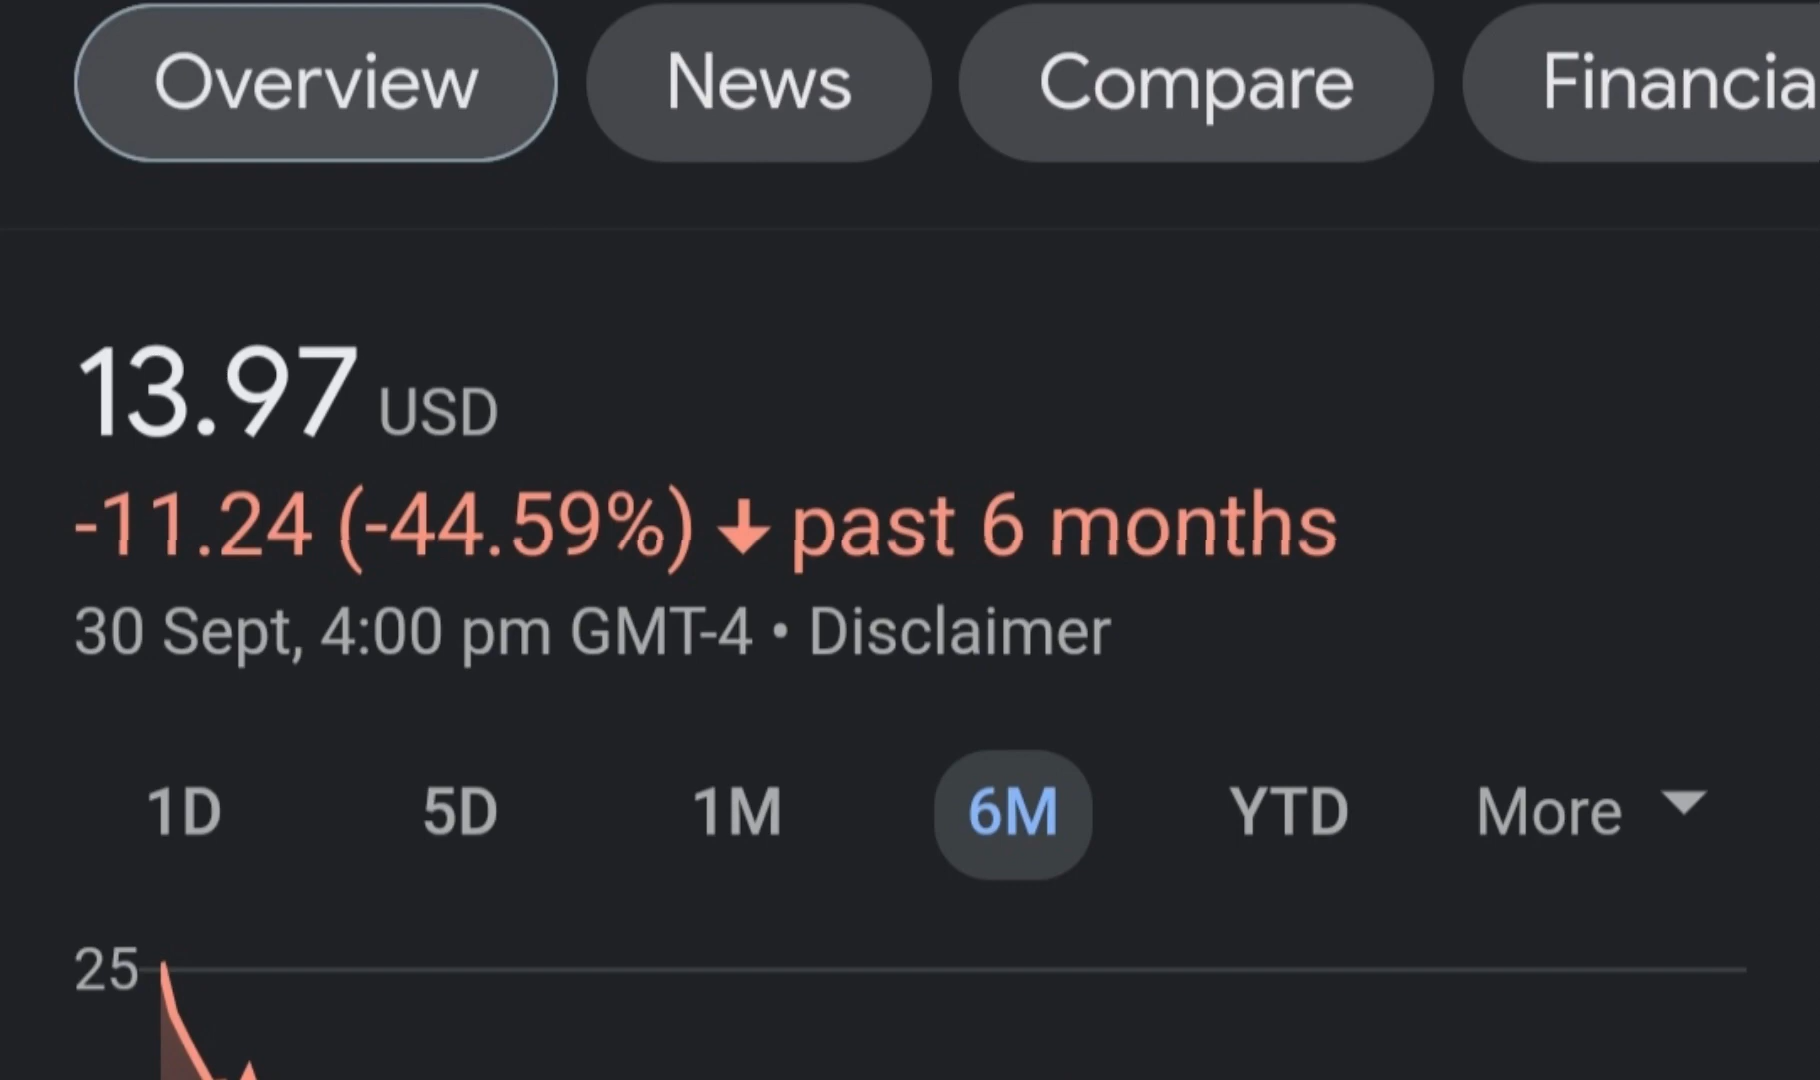 Overview News Compare Financia
13.97 USD
-11.24 (-44.59%) ↓ past 6 months
30 Sept, 4:00 pm GMT-4 • Disclaimer
1D 5D 1M 6M YTD More
25